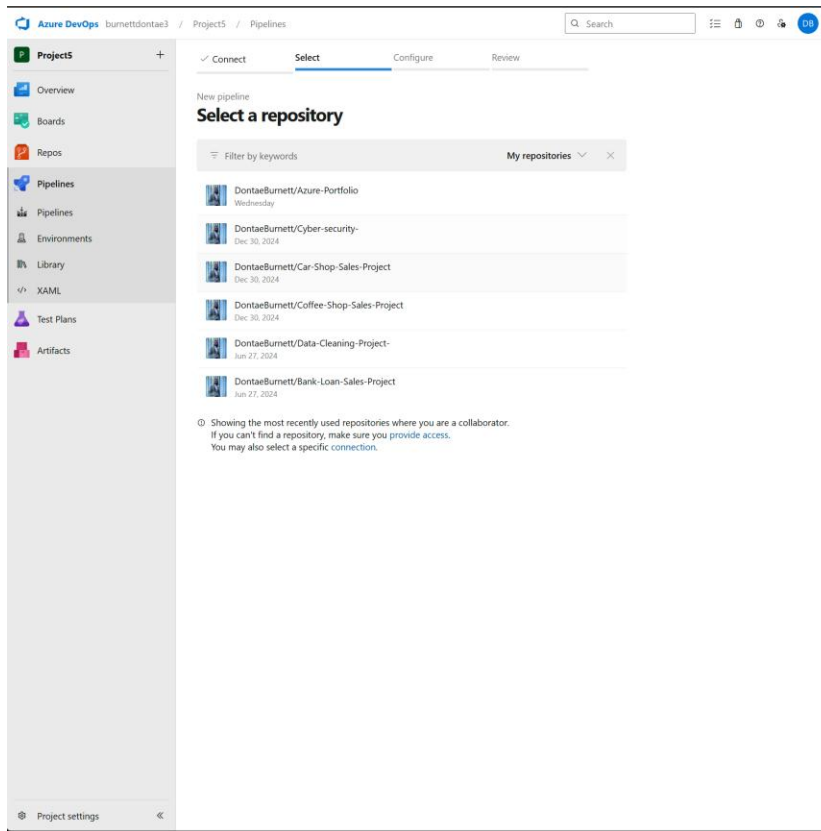 Azure DevOps burnettdontae3 / Project5 / Pipelines
Search
DB
P Project5 +
Overview
Boards
Repos
Pipelines
Pipelines
Environments
Library
XAML
Test Plans
Artifacts
Project settings
Connect Select Configure Review
New pipeline
Select a repository
Filter by keywords My repositories
DontaeBurnett/Azure-Portfolio
Wednesday
DontaeBurnett/Cyber-security-
Dec 30, 2024
DontaeBurnett/Car-Shop-Sales-Project
Dec 30, 2024
DontaeBurnett/Coffee-Shop-Sales-Project
Dec 30, 2024
DontaeBurnett/Data-Cleaning-Project-
Jun 27, 2024
DontaeBurnett/Bank-Loan-Sales-Project
Jun 27, 2024
Showing the most recently used repositories where you are a collaborator.
If you can't find a repository, make sure you provide access.
You may also select a specific connection.